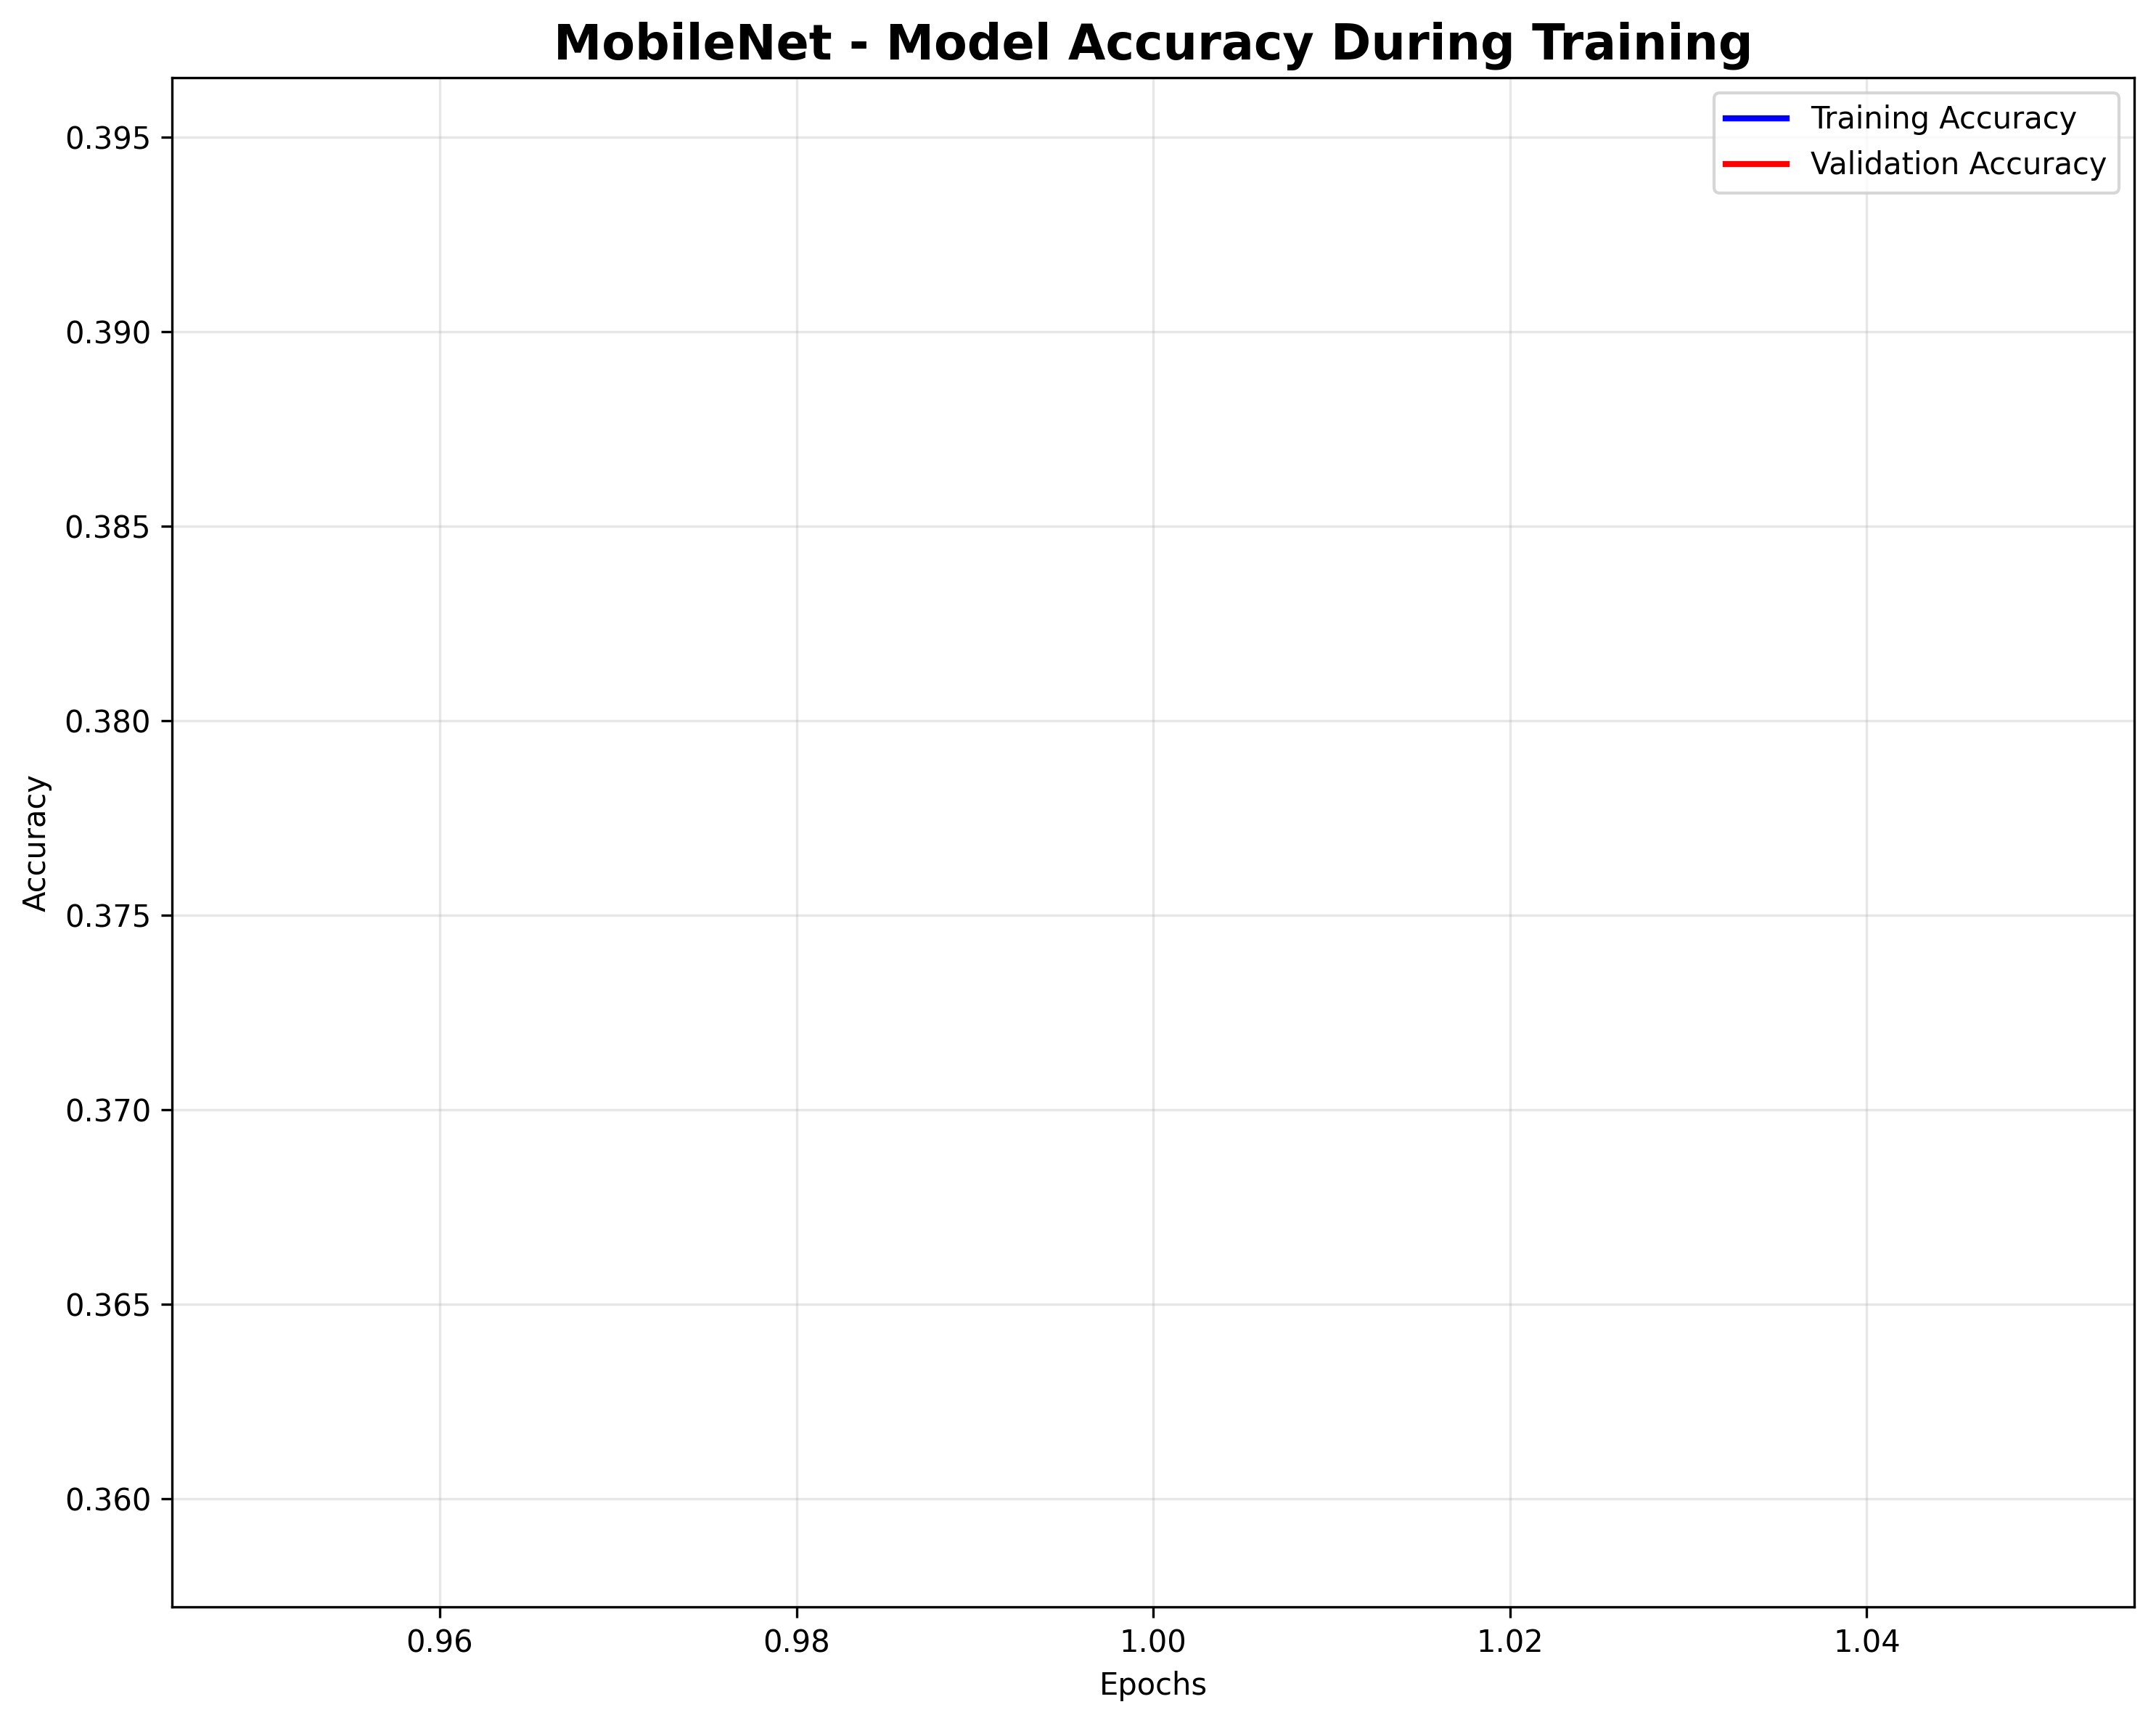 MobileNet - Model Accuracy During Training
Training Accuracy
Validation Accuracy
0.395
0.390
0.385
0.380
0.375
0.370
0.365
0.360
Accuracy
0.96 0.98 1.00 1.02 1.04
Epochs